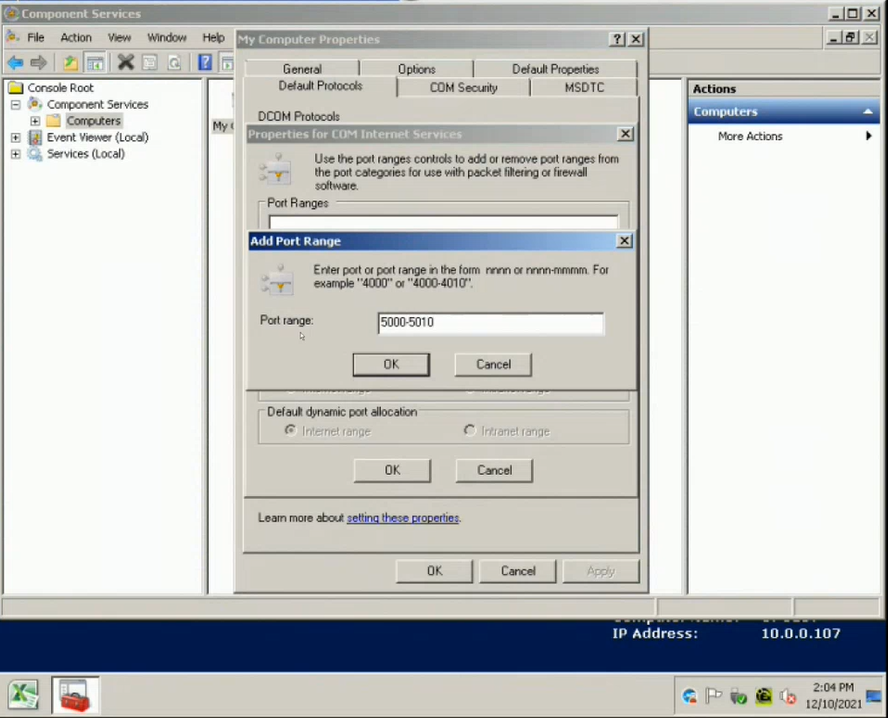 Component Services
File Action View Window Help
Console Root
Component Services
Computers
Event Viewer (Local)
Services (Local)
My Computer Properties
General Options Default Properties
Default Protocols COM Security MSDTC
DCOM Protocols
Properties for COM Internet Services
Use the port ranges controls to add or remove port ranges from
the port categories for use with packet filtering or firewall
software.
Port Ranges
Add Port Range
Enter port or port range in the form nnnn or nnnn-mmmm. For
example "4000" or "4000-4010".
Port range:
5000-5010
OK Cancel
Default dynamic port allocation
Internet range Intranet range
OK Cancel
Learn more about setting these properties.
OK Cancel Apply
Actions
Computers
More Actions
IP Address: 10.0.0.107
2:04 PM
12/10/2021